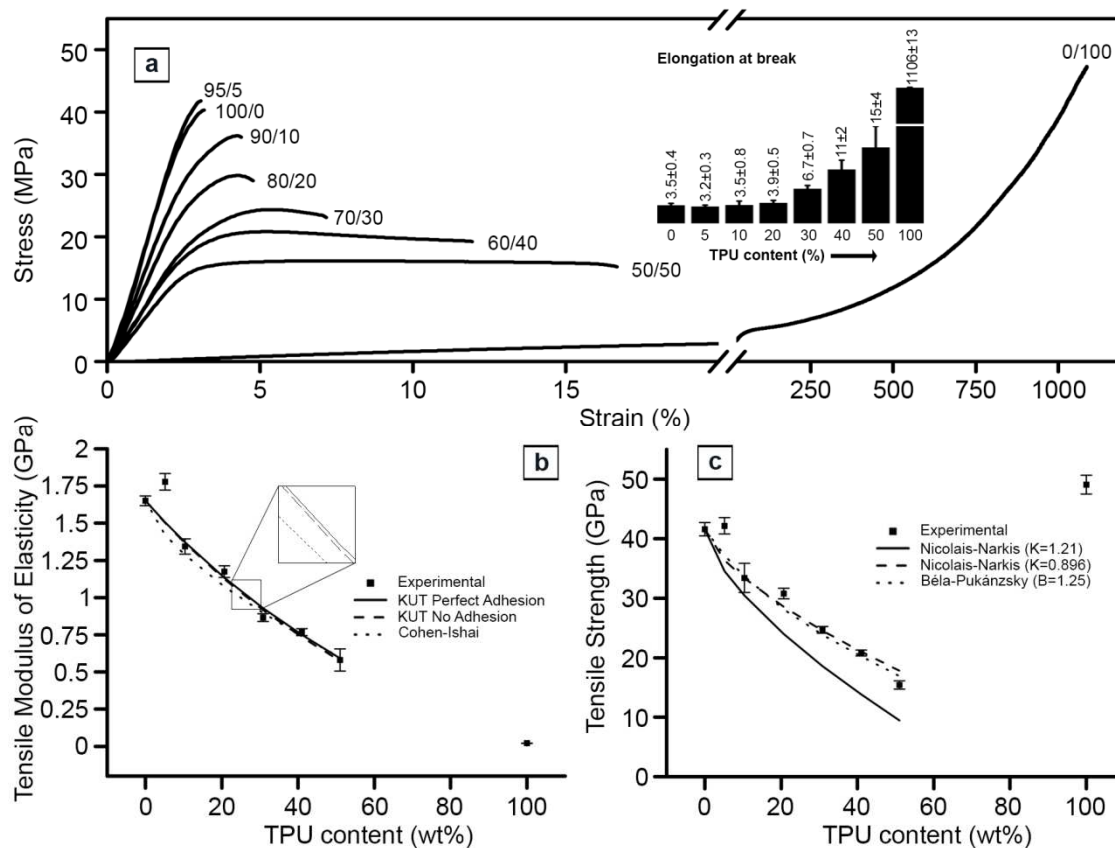 50
40
30
20
10
0
Stress (MPa)
a
95/5
100/0
90/10
80/20
70/30
60/40
50/50
0/100
Elongation at break
3.5±0.4
3.2±0.3
3.5±0.8
3.9±0.5
6.7±0.7
11±2
15±4
1106±13
0 5 10 20 30 40 50 100
TPU content (%)
0 5 10 15 250 500 750 1000
Strain (%)
2
1.75
1.5
1.25
1
0.75
0.5
0.25
0
Tensile Modulus of Elasticity (GPa)
b
Experimental
KUT Perfect Adhesion
KUT No Adhesion
Cohen-Ishai
0 20 40 60 80 100
TPU content (wt%)
60
50
40
30
20
10
0
Tensile Strength (GPa)
c
Experimental
Nicolais-Narkis (K=1.21)
Nicolais-Narkis (K=0.896)
Béla-Pukánzsky (B=1.25)
0 20 40 60 80 100
TPU content (wt%)